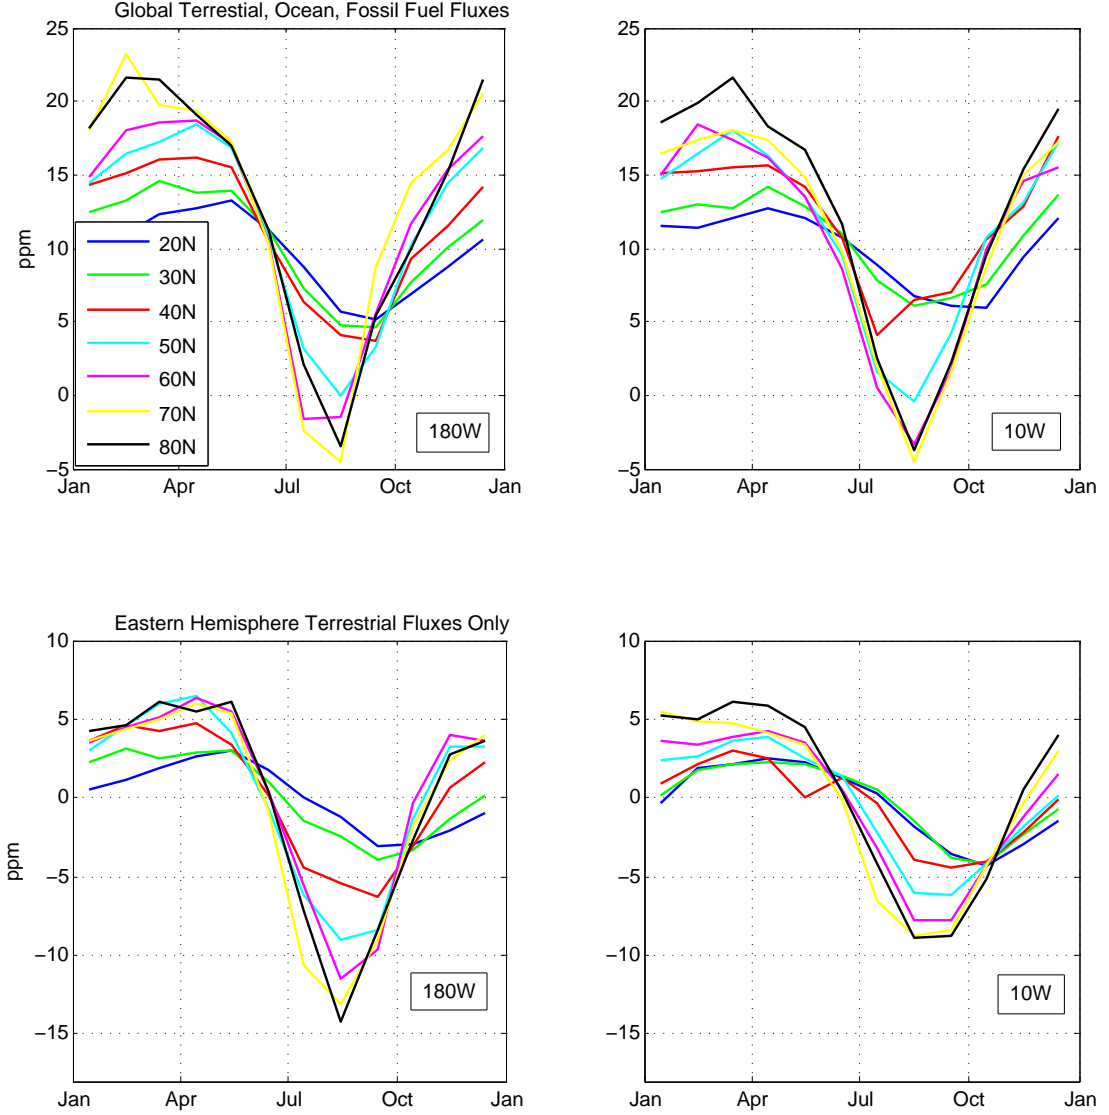 Global Terrestial, Ocean, Fossil Fuel Fluxes
25
20
15
10
5
0
−5
ppm
Jan Apr Jul Oct Jan
20N
30N
40N
50N
60N
70N
80N
180W
25
20
15
10
5
0
−5
Jan Apr Jul Oct Jan
10W
Eastern Hemisphere Terrestrial Fluxes Only
10
5
0
−5
−10
−15
ppm
Jan Apr Jul Oct Jan
180W
10
5
0
−5
−10
−15
Jan Apr Jul Oct Jan
10W